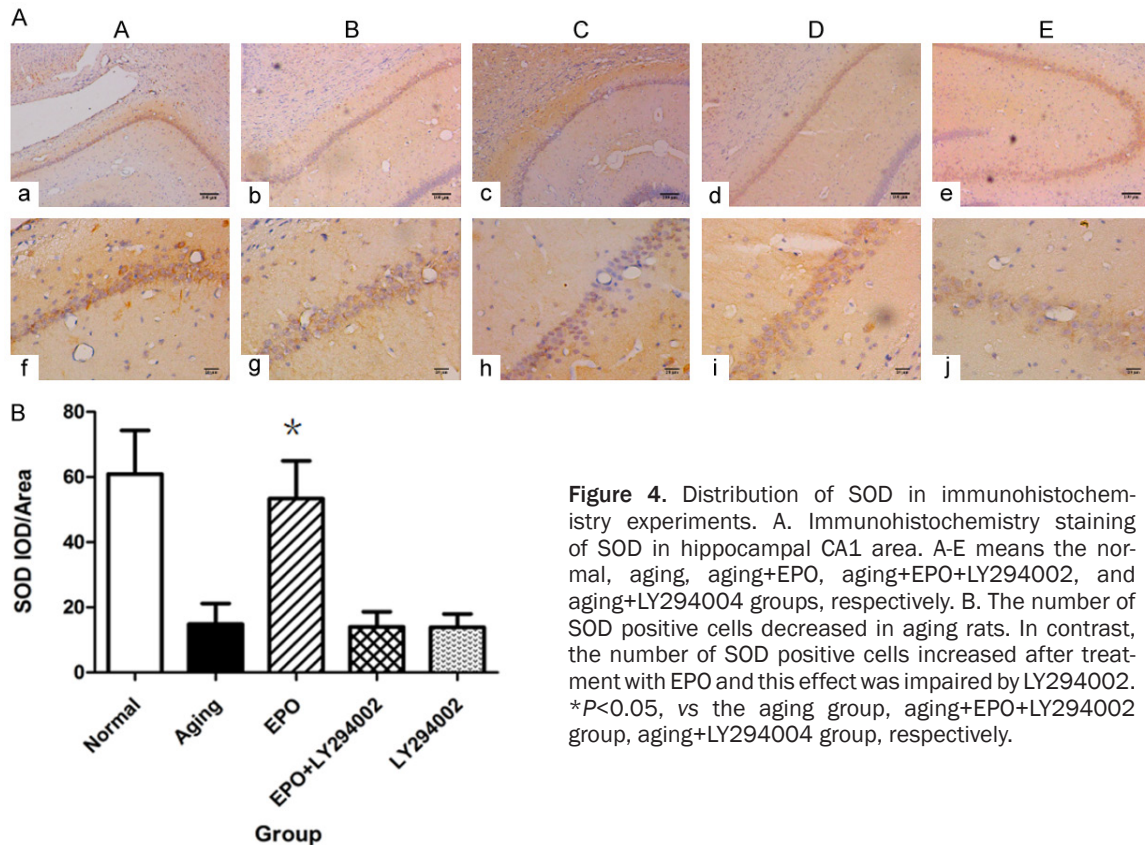 A
A B C D E
a b c d e
f g h i j
B
80
60
40
20
0
SOD IOD/Area
*
Normal Aging EPO EPO+LY294002 LY294002
Group
Figure 4. Distribution of SOD in immunohistochem-
istry experiments. A. Immunohistochemistry staining
of SOD in hippocampal CA1 area. A-E means the nor-
mal, aging, aging+EPO, aging+EPO+LY294002, and
aging+LY294004 groups, respectively. B. The number of
SOD positive cells decreased in aging rats. In contrast,
the number of SOD positive cells increased after treat-
ment with EPO and this effect was impaired by LY294002.
*P<0.05, vs the aging group, aging+EPO+LY294002
group, aging+LY294004 group, respectively.